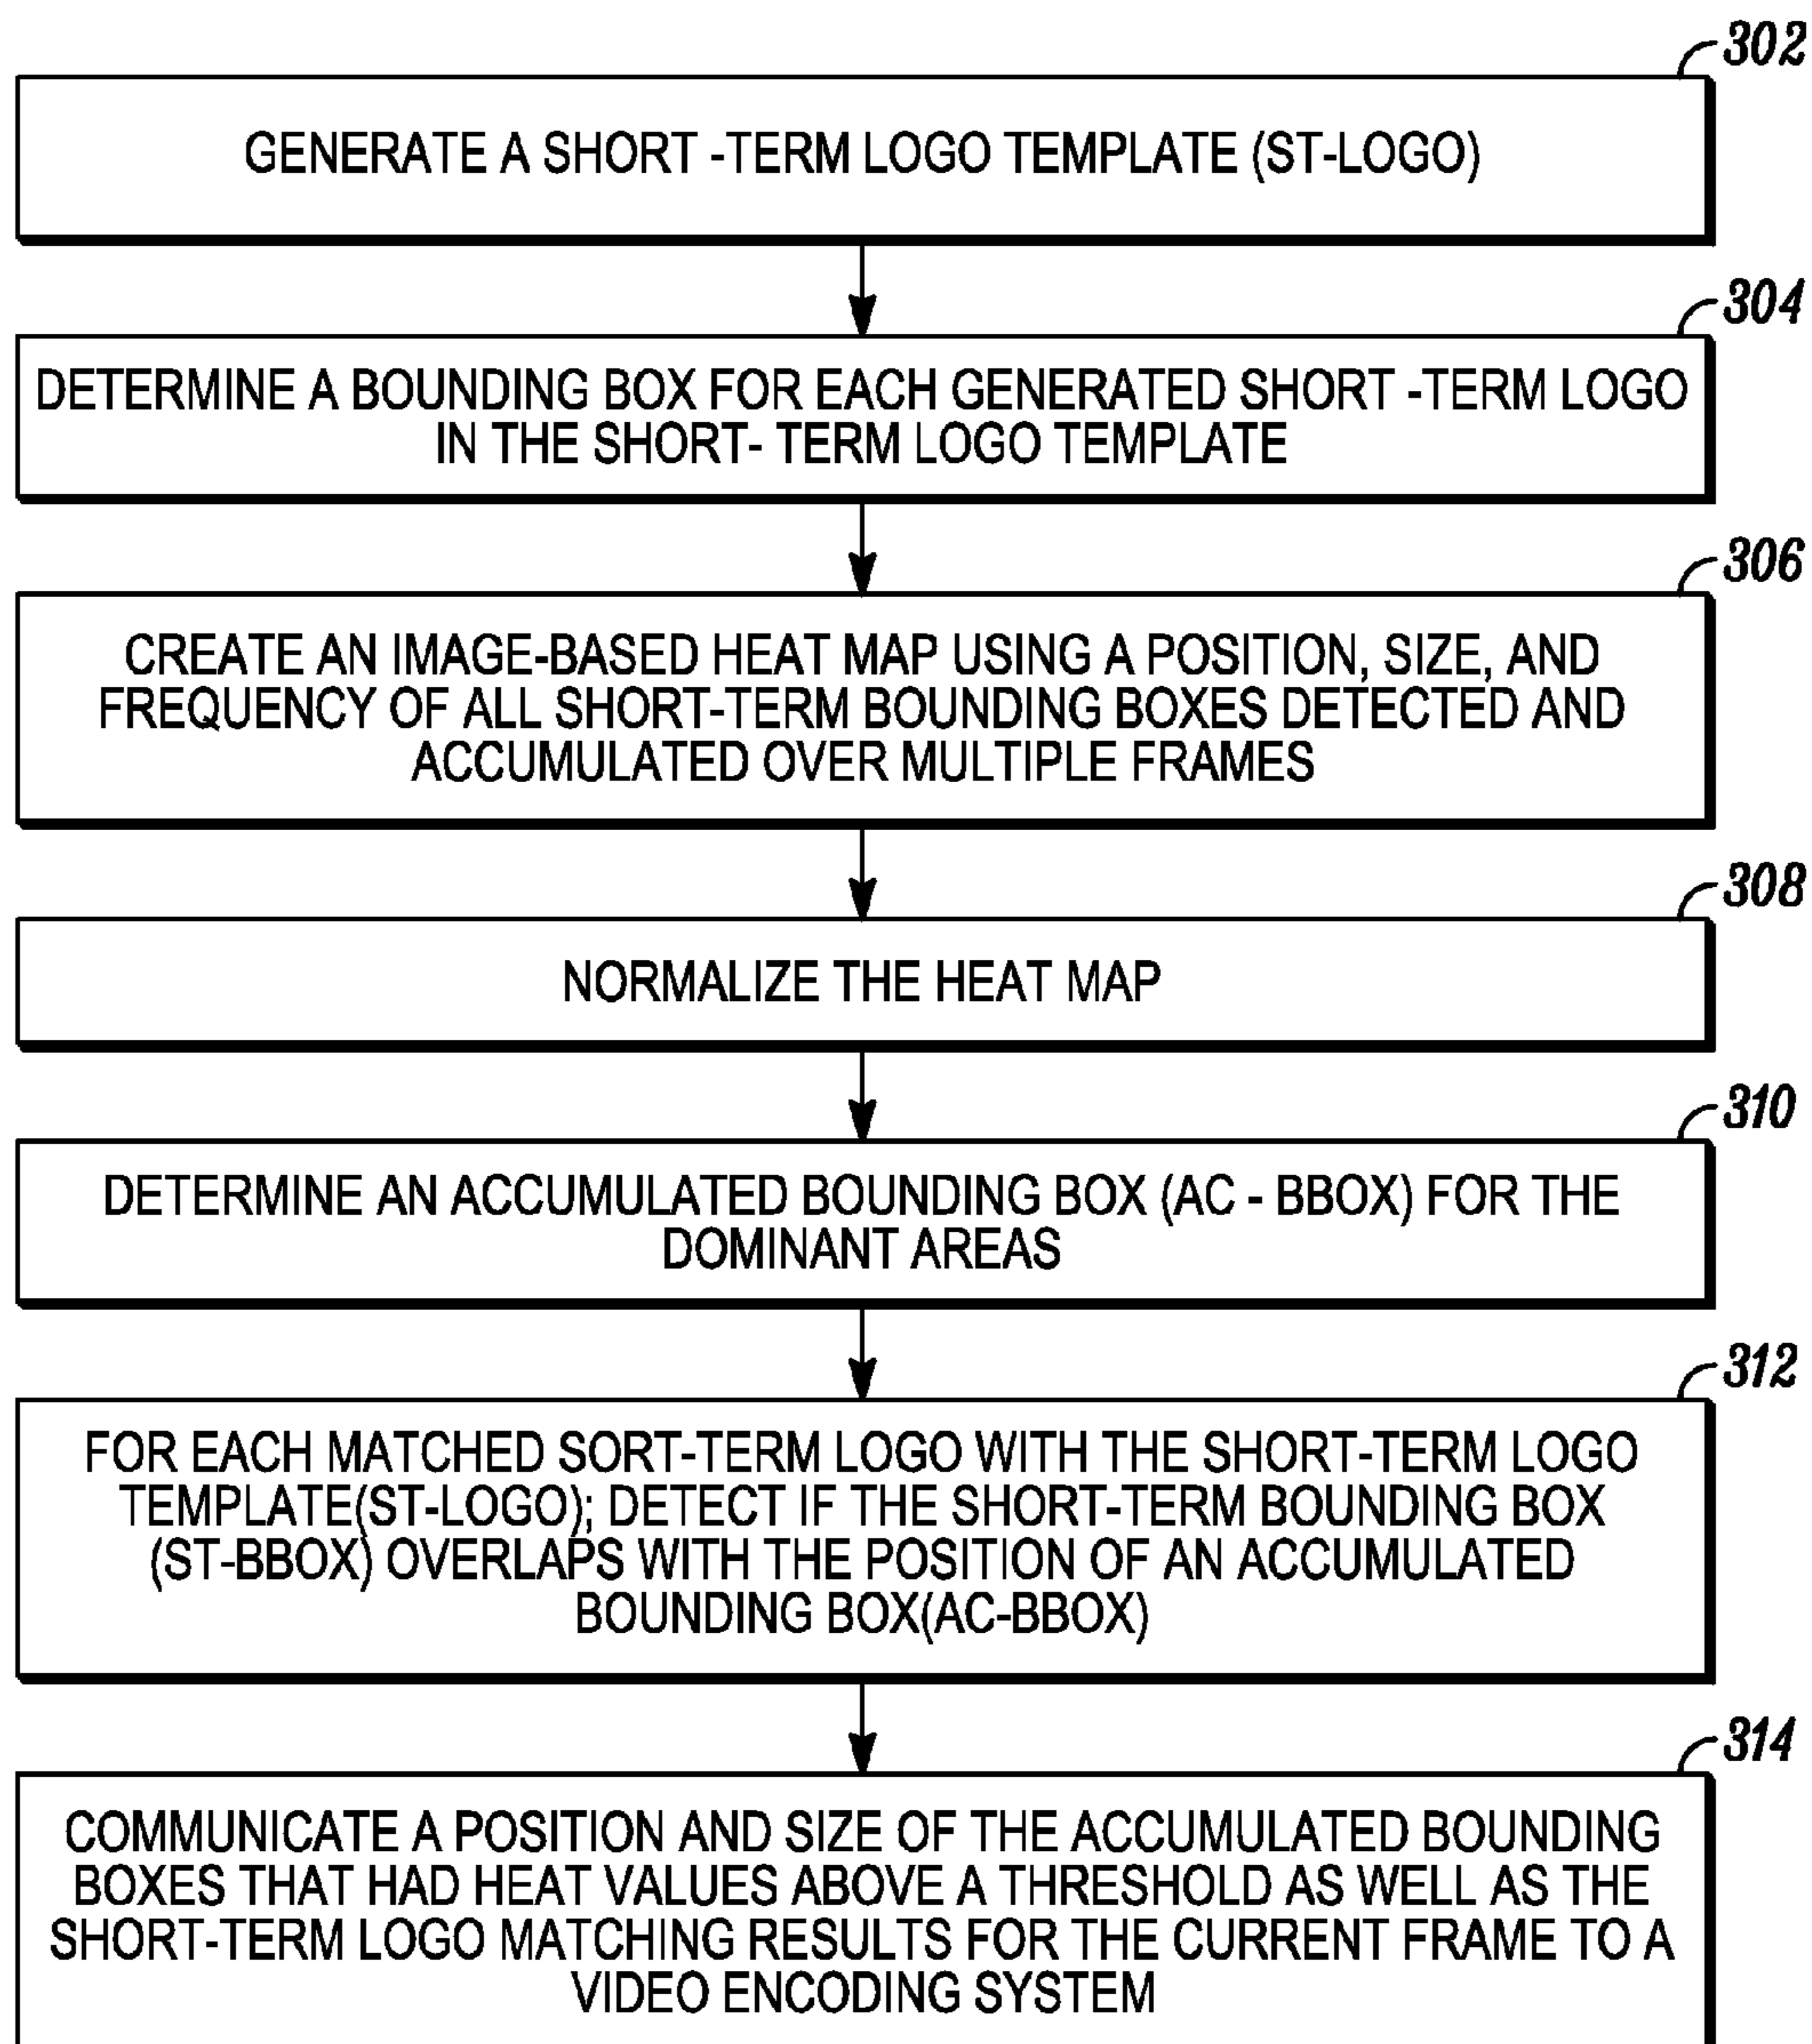 302
GENERATE A SHORT -TERM LOGO TEMPLATE (ST-LOGO)
304
DETERMINE A BOUNDING BOX FOR EACH GENERATED SHORT -TERM LOGO
IN THE SHORT- TERM LOGO TEMPLATE
306
CREATE AN IMAGE-BASED HEAT MAP USING A POSITION, SIZE, AND
FREQUENCY OF ALL SHORT-TERM BOUNDING BOXES DETECTED AND
ACCUMULATED OVER MULTIPLE FRAMES
308
NORMALIZE THE HEAT MAP
310
DETERMINE AN ACCUMULATED BOUNDING BOX (AC - BBOX) FOR THE
DOMINANT AREAS
312
FOR EACH MATCHED SORT-TERM LOGO WITH THE SHORT-TERM LOGO
TEMPLATE(ST-LOGO); DETECT IF THE SHORT-TERM BOUNDING BOX
(ST-BBOX) OVERLAPS WITH THE POSITION OF AN ACCUMULATED
BOUNDING BOX(AC-BBOX)
314
COMMUNICATE A POSITION AND SIZE OF THE ACCUMULATED BOUNDING
BOXES THAT HAD HEAT VALUES ABOVE A THRESHOLD AS WELL AS THE
SHORT-TERM LOGO MATCHING RESULTS FOR THE CURRENT FRAME TO A
VIDEO ENCODING SYSTEM